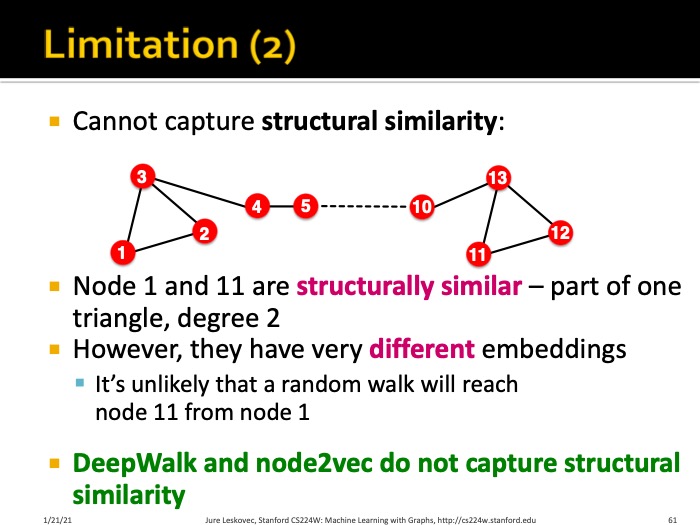 Limitation (2)
Cannot capture structural similarity:
3
13
4
5
10
2
12
1
11
Node 1 and 11 are structurally similar – part of one
triangle, degree 2
However, they have very different embeddings
It's unlikely that a random walk will reach
node 11 from node 1
DeepWalk and node2vec do not capture structural
similarity
1/21/21
Jure Leskovec, Stanford CS224W: Machine Learning with Graphs, http://cs224w.stanford.edu
61